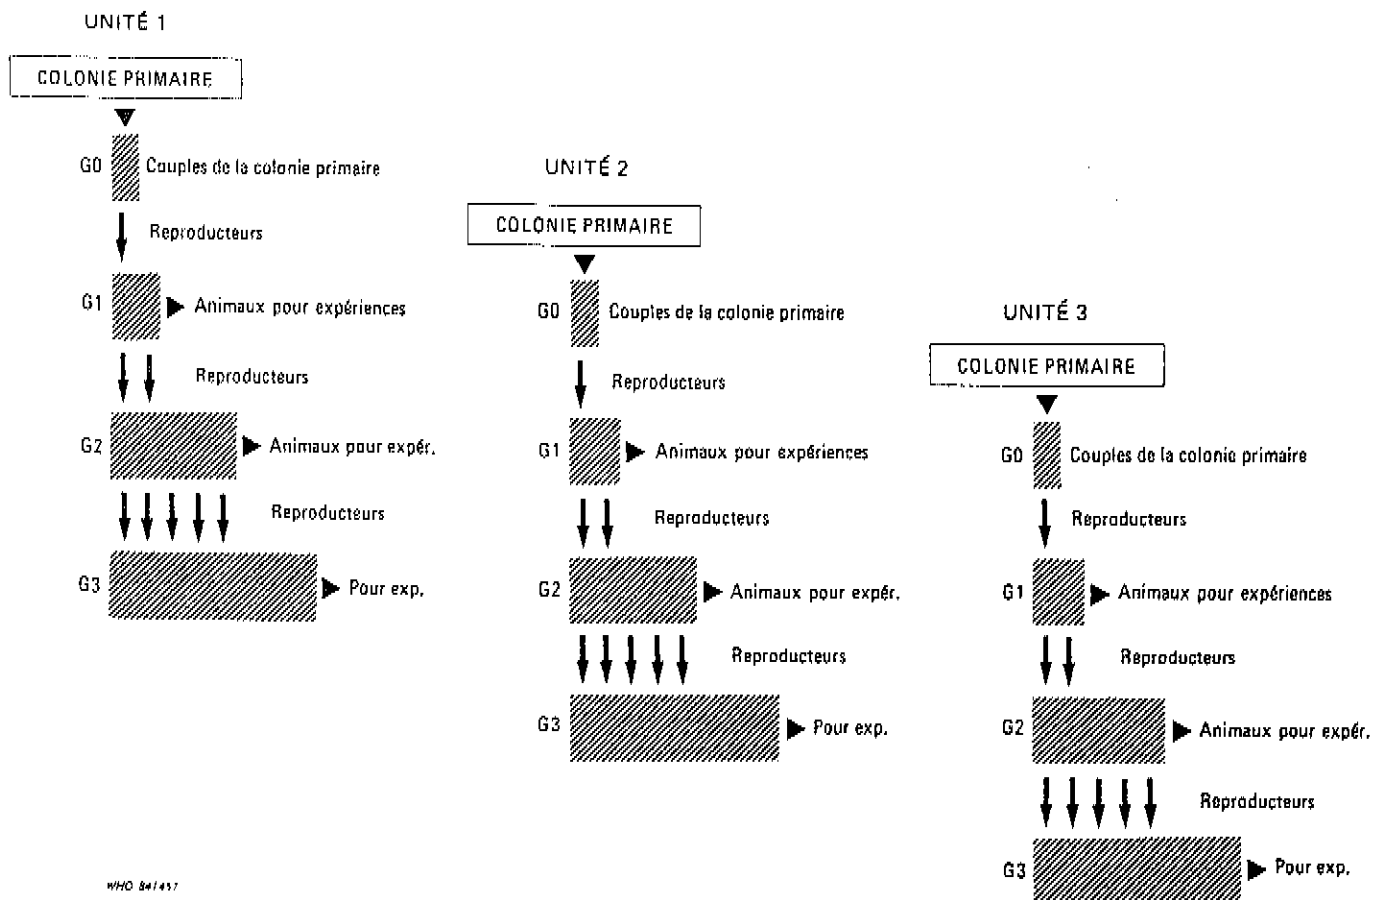 UNITÉ 1
COLONIE PRIMAIRE
G0 Couples de la colonie primaire
Reproducteurs
G1 Animaux pour expériences
Reproducteurs
G2 Animaux pour expér.
Reproducteurs
G3 Pour exp.
UNITÉ 2
COLONIE PRIMAIRE
G0 Couples de la colonie primaire
Reproducteurs
G1 Animaux pour expériences
Reproducteurs
G2 Animaux pour expér.
Reproducteurs
G3 Pour exp.
UNITÉ 3
COLONIE PRIMAIRE
G0 Couples de la colonie primaire
Reproducteurs
G1 Animaux pour expériences
Reproducteurs
G2 Animaux pour expér.
Reproducteurs
G3 Pour exp.
WHO 841457